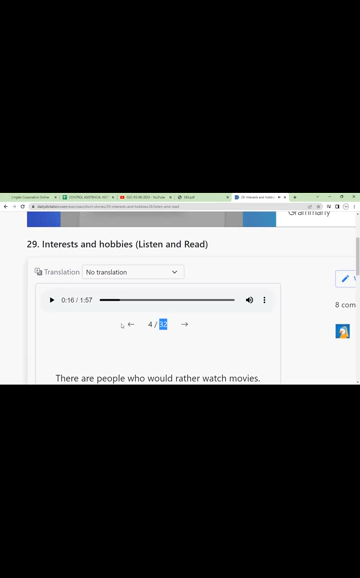 Grammarly
29. Interests and hobbies (Listen and Read)
Translation No translation
0:16 / 1:57
4 / 32
8 com
There are people who would rather watch movies.